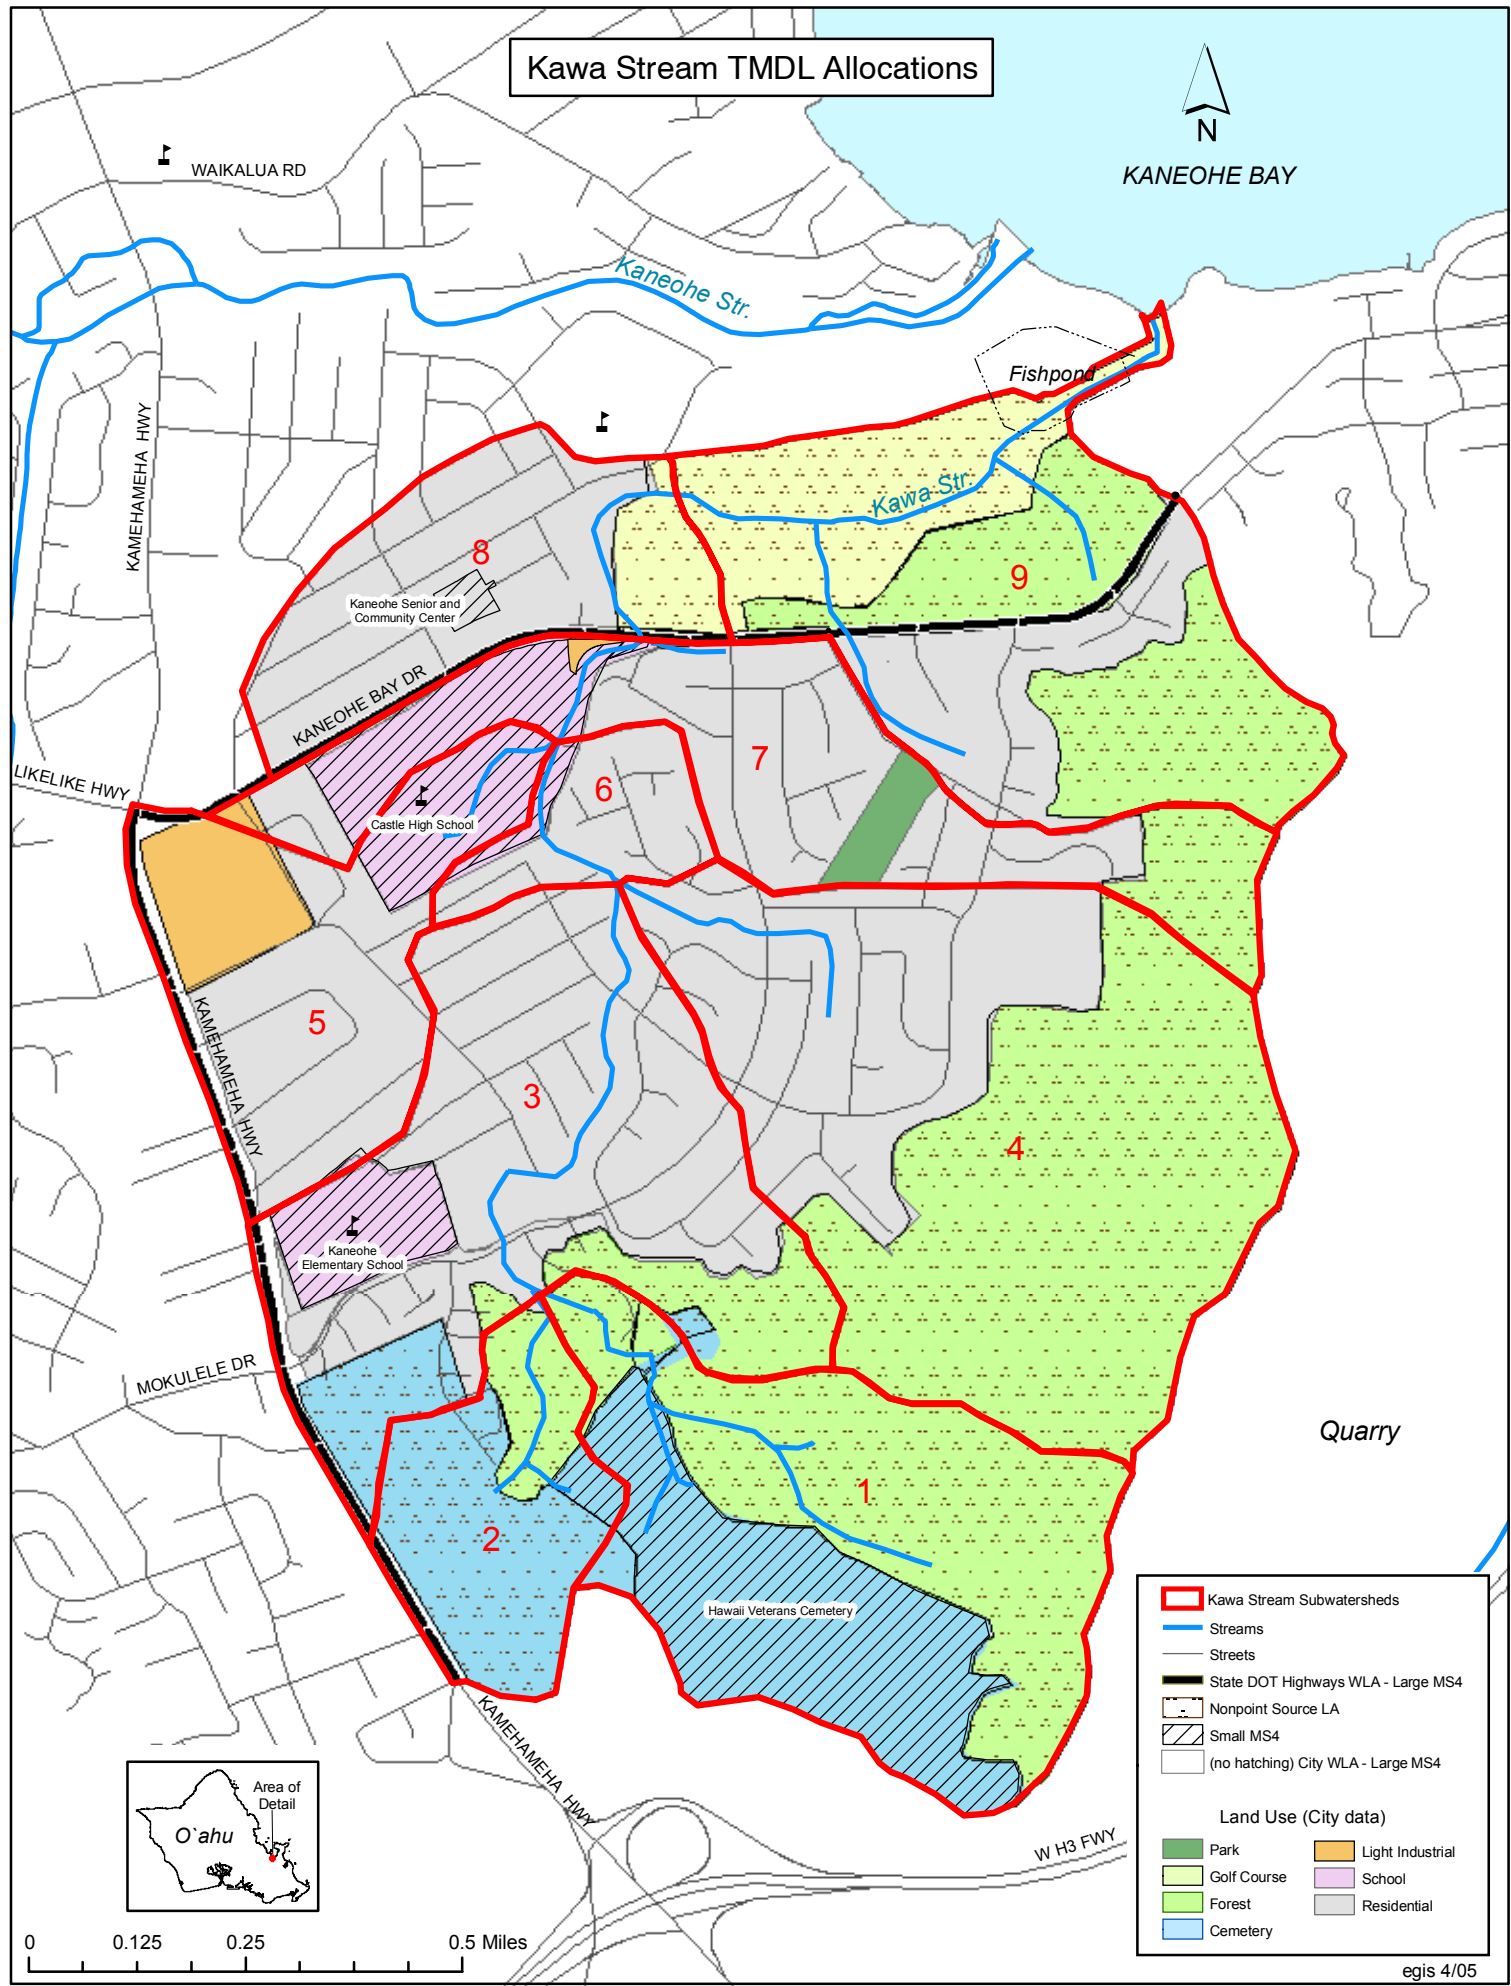 Kawa Stream TMDL Allocations
N
KANEOHE BAY
WAIKALUA RD
Kaneohe Str.
Fishpond
KAMEHAMEHA HWY
Kawa Str.
8
9
Kaneohe Senior and
Community Center
KANEOHE BAY DR
LIKELIKE HWY
7
6
Castle High School
5
KAMEHAMEHA HWY
3
4
Kaneohe
Elementary School
MOKULELE DR
Quarry
1
2
Hawaii Veterans Cemetery
KAMEHAMEHA HWY
W H3 FWY
Kawa Stream Subwatersheds
Streams
Streets
State DOT Highways WLA - Large MS4
Nonpoint Source LA
Small MS4
(no hatching) City WLA - Large MS4
Land Use (City data)
Park
Golf Course
Forest
Cemetery
Light Industrial
School
Residential
Area of
Detail
O`ahu
0 0.125 0.25 0.5 Miles
egis 4/05